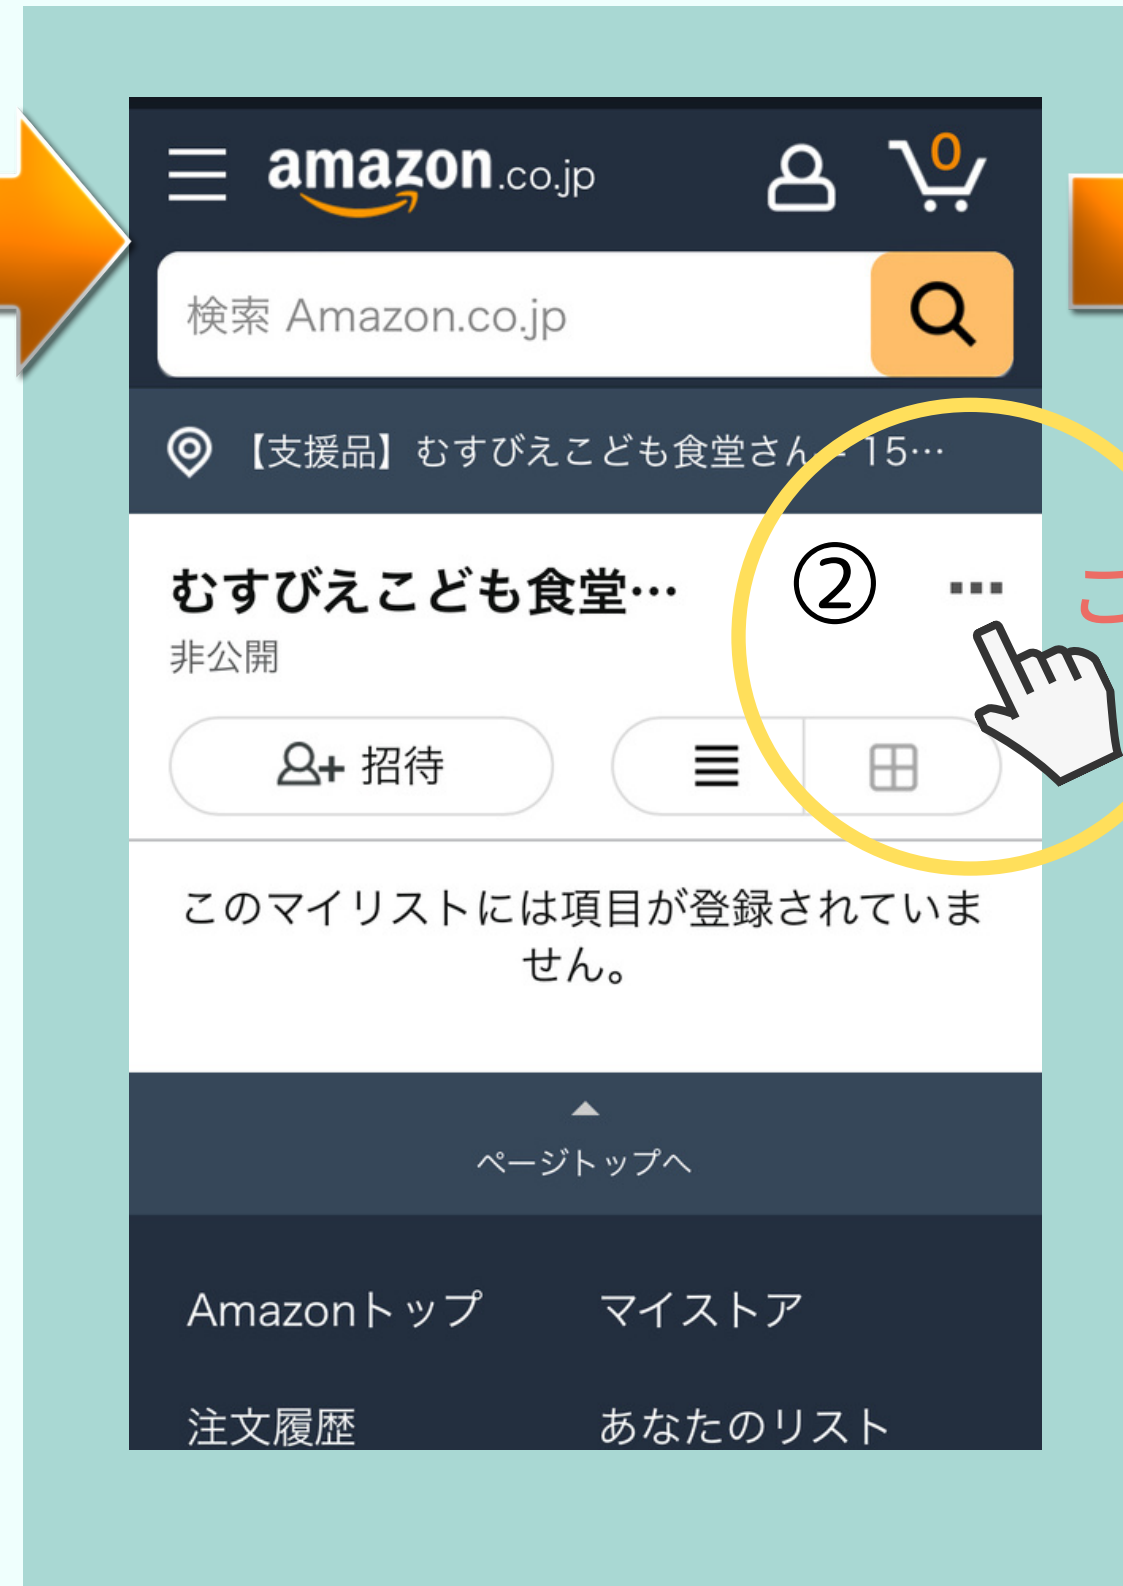 amazon.co.jp
0
検索 Amazon.co.jp
【支援品】むすびえこども食堂さん - 15…
むすびえこども食堂…
②
非公開
招待
このマイリストには項目が登録されていま
せん。
ページトップへ
Amazonトップ
マイストア
注文履歴
あなたのリスト